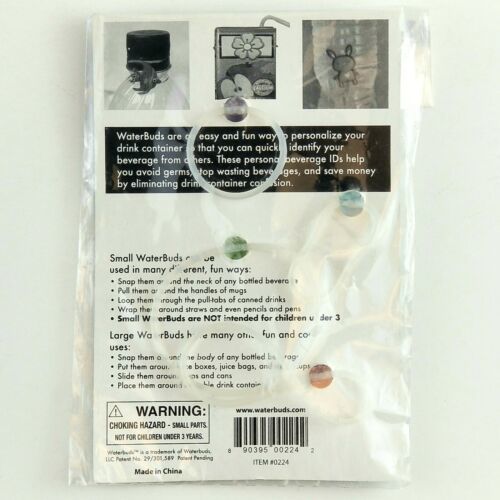 WaterBuds are an easy and fun way to personalize your
drink container so that you can quickly identify your
beverage from others. These personal beverage IDs help
you avoid germs, stop wasting beverages, and save money
by eliminating drink container confusion.
Small WaterBuds can be
used in many different, fun ways:
• Snap them around the neck of any bottled beverage
• Pull them around the handles of mugs
• Loop them through the pull-tabs of canned drinks
• Wrap them around straws and even pencils and pens
• Small WaterBuds are NOT intended for children under 3
Large WaterBuds have many other fun and cool
uses:
• Snap them around the body of any bottled beverage
• Put them around juice boxes, juice bags, and cups
• Slide them around cups and cans
• Place them around drink
WARNING:
CHOKING HAZARD - SMALL PARTS.
NOT FOR CHILDREN UNDER 3 YEARS.
WaterBuds™ is a trademark of WaterBuds,
LLC Patent No. 29/301,589 Patent Pending
Made in China
www.waterbuds.com
8 90395 00224 2
ITEM #0224